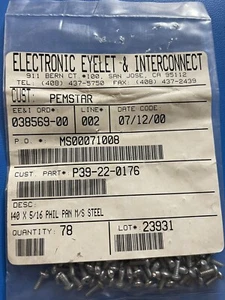 ELECTRONIC EYELET & INTERCONNECT
911 BERN CT #100, SAN JOSE, CA 95112
TEL. (408) 437-5750 FAX: (408) 437-2439
CUST: PEMSTAR
EE&I ORD# LINE# DATE
038569-00 002 07/12/00
P.O. #: MS00071008
CUST. PART# P39-22-0176
DESC:
440 X 5/16 PHIL PAN M/S STEEL
QUANTITY: 78 LOT# 23931